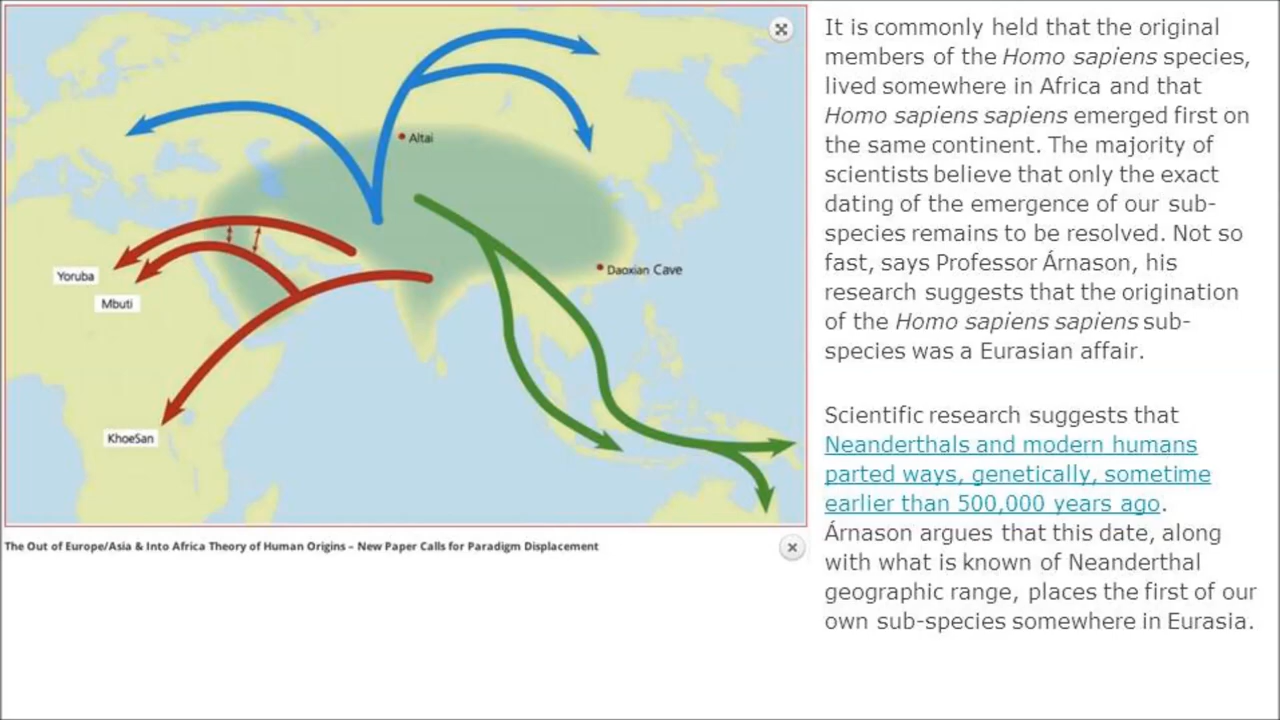 Altai
Daoxian Cave
Yoruba
Mbuti
KhoeSan
The Out of Europe/Asia & Into Africa Theory of Human Origins – New Paper Calls for Paradigm Displacement
It is commonly held that the original
members of the Homo sapiens species,
lived somewhere in Africa and that
Homo sapiens sapiens emerged first on
the same continent. The majority of
scientists believe that only the exact
dating of the emergence of our sub-
species remains to be resolved. Not so
fast, says Professor Árnason, his
research suggests that the origination
of the Homo sapiens sapiens sub-
species was a Eurasian affair.
Scientific research suggests that
Neanderthals and modern humans
parted ways, genetically, sometime
earlier than 500,000 years ago.
Árnason argues that this date, along
with what is known of Neanderthal
geographic range, places the first of our
own sub-species somewhere in Eurasia.